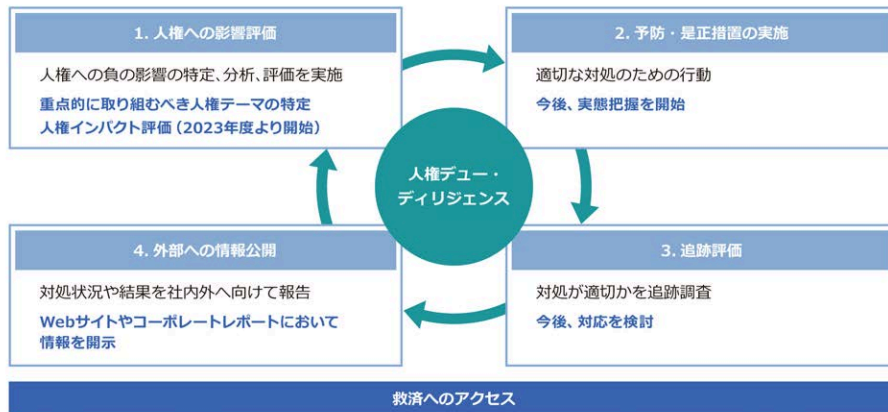 1. 人権への影響評価
人権への負の影響の特定、分析、評価を実施
重点的に取り組むべき人権テーマの特定
人権インパクト評価（2023年度より開始）
2. 予防・是正措置の実施
適切な対処のための行動
今後、実態把握を開始
人権デュー・
ディリジェンス
4. 外部への情報公開
対処状況や結果を社内外へ向けて報告
Webサイトやコーポレートレポートにおいて
情報を開示
3. 追跡評価
対処が適切かを追跡調査
今後、対応を検討
救済へのアクセス